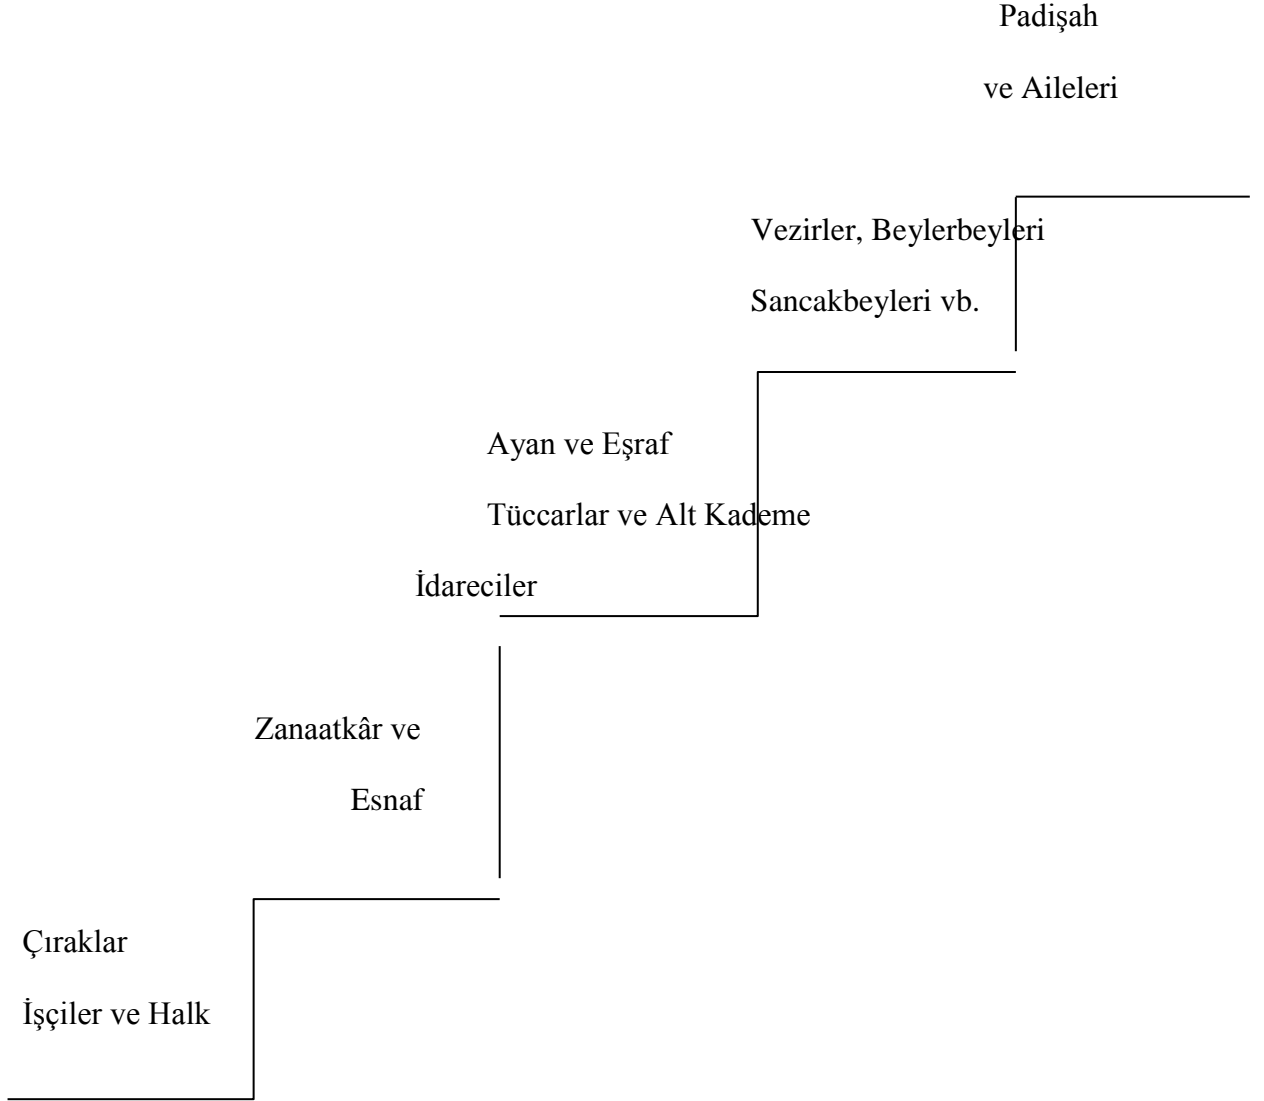 Padişah
ve Aileleri
Vezirler, Beylerbeyleri
Sancakbeyleri vb.
Ayan ve Eşraf
Tüccarlar ve Alt Kademe
İdareciler
Zanaatkâr ve
Esnaf
Çıraklar
İşçiler ve Halk